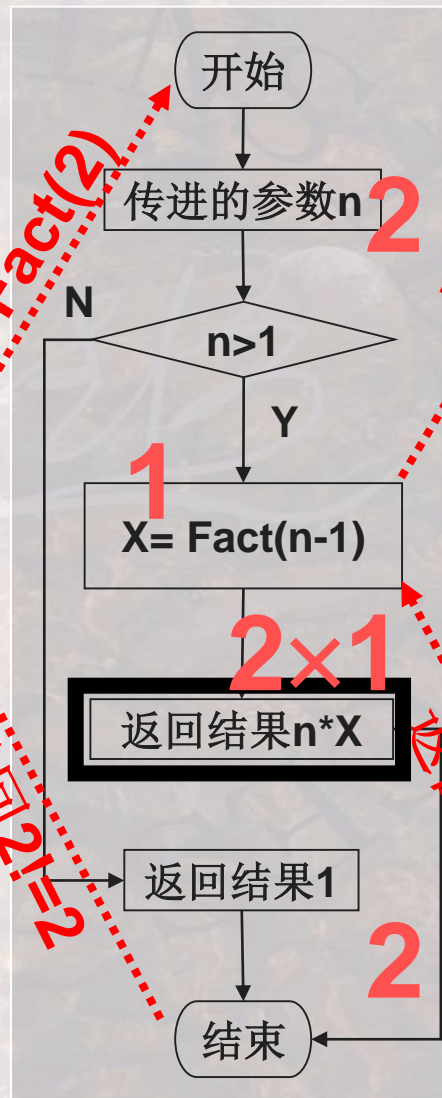 开始
Fact(2)
传进的参数n
2
N
n>1
Y
1
X= Fact(n-1)
2×1
返回结果n*X
回2!=2
返回结果1
2
结束